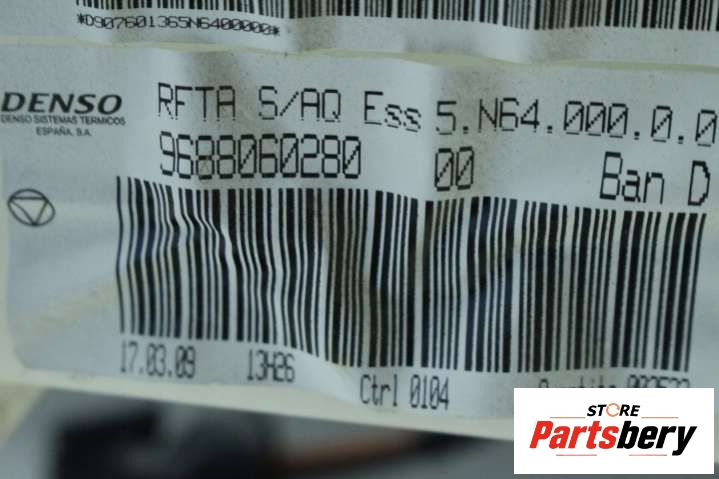 *D907601365N6400000*
DENSO
DENSO SISTEMAS TERMICOS
ESPAÑA, S.A.
RFTA S/AQ Ess 5.N64.000.0.0
9688060280 00 Ban D
17.03.09 13H26 Ctrl 0104
STORE
Partsbery